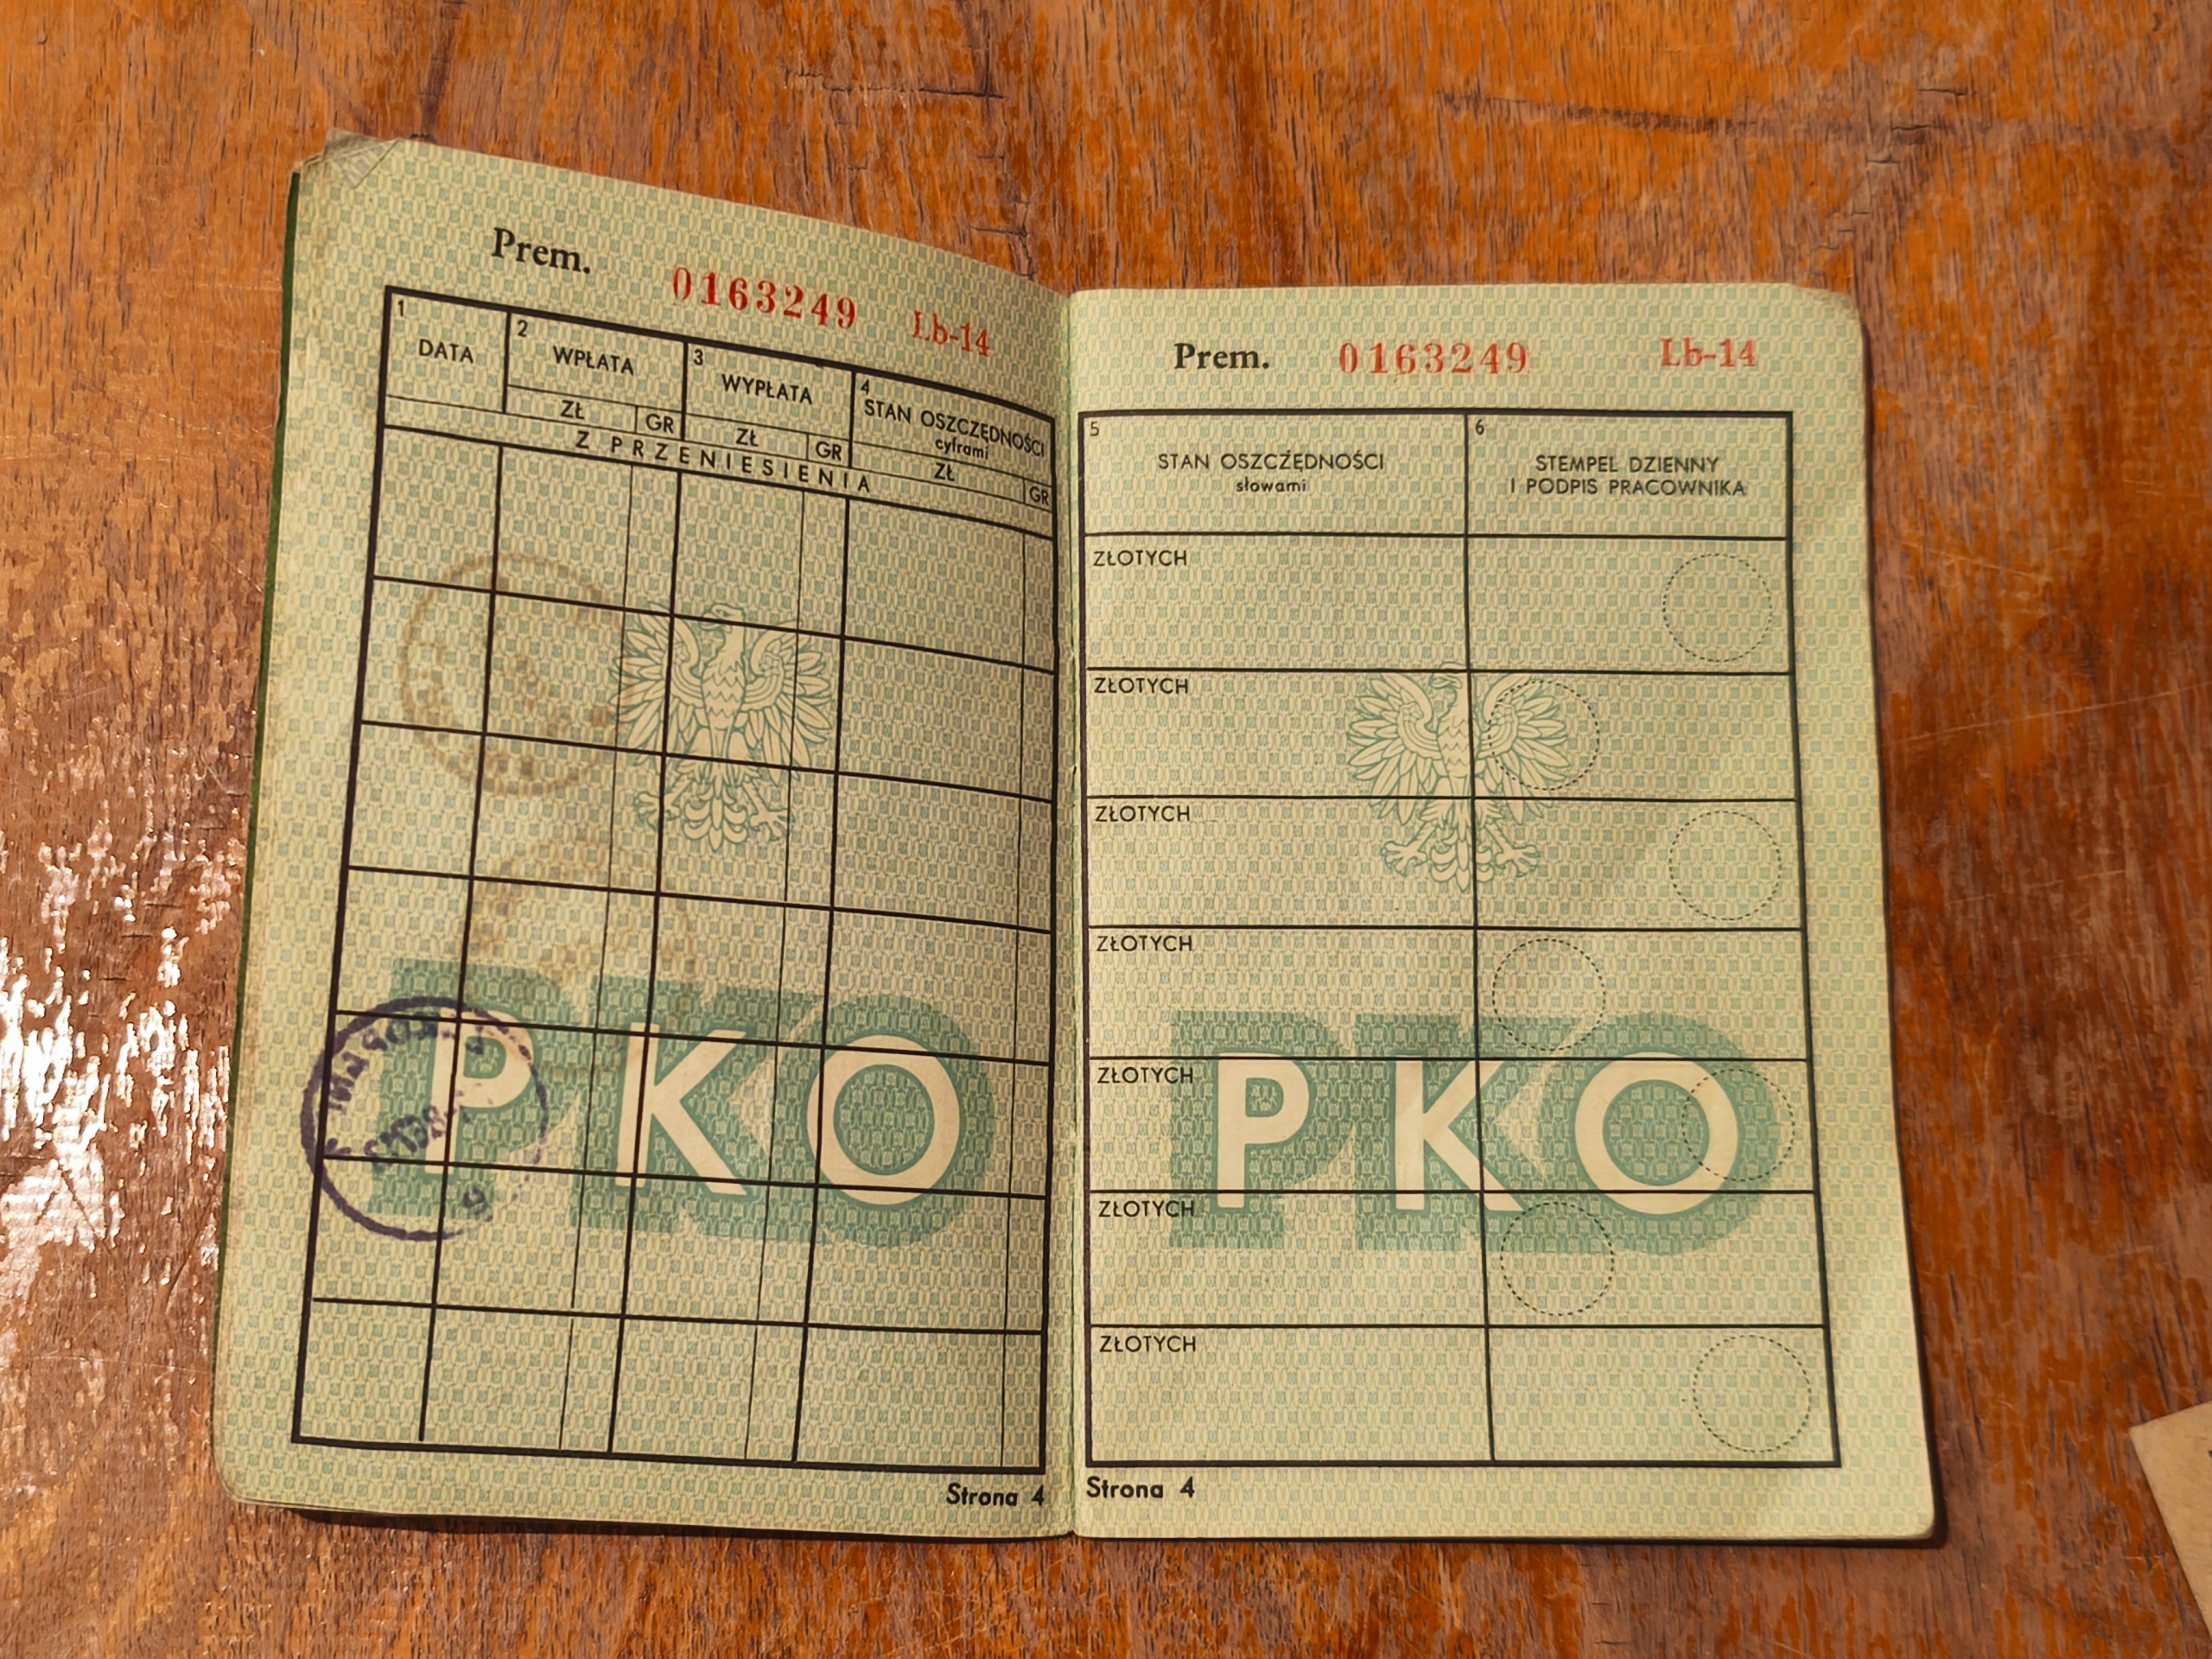 Prem. 0163249 Lb-14
1 DATA 2 WPŁATA 3 WYPŁATA 4 STAN OSZCZĘDNOŚCI
cyframi
ZŁ GR ZŁ GR ZŁ GR
Z PRZENIESIENIA
PKO
Strona 4
Prem. 0163249 Lb-14
5 STAN OSZCZĘDNOŚCI
słowami
6 STEMPEL DZIENNY
I PODPIS PRACOWNIKA
ZŁOTYCH
ZŁOTYCH
ZŁOTYCH
ZŁOTYCH
ZŁOTYCH
PKO
ZŁOTYCH
ZŁOTYCH
Strona 4